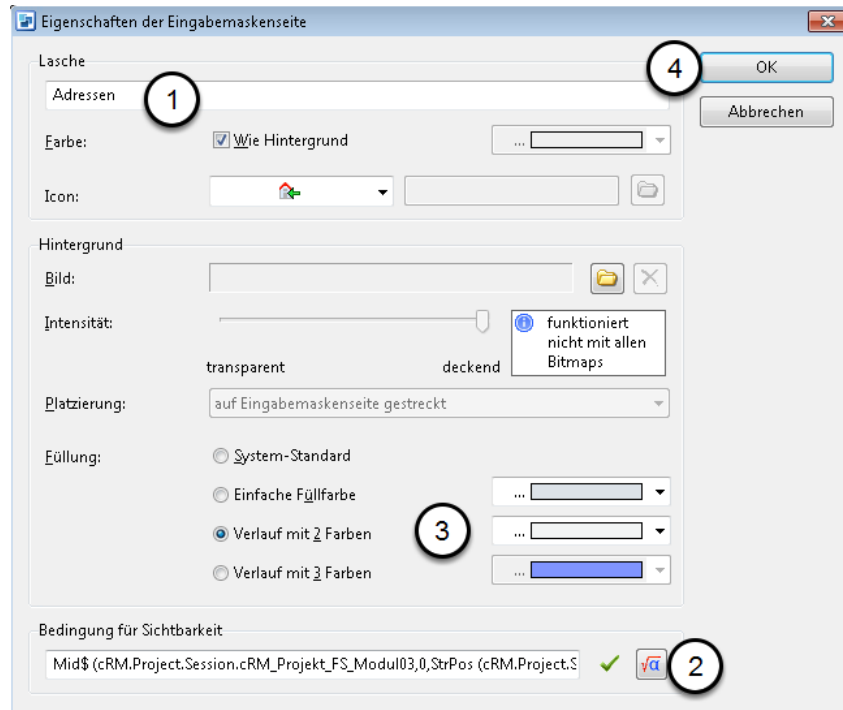 Eigenschaften der Eingabemaskenseite
Lasche
4
OK
Adressen
1
Abbrechen
Farbe:
Wie Hintergrund
...
Icon:
Hintergrund
Bild:
Intensität:
funktioniert
nicht mit allen
Bitmaps
transparent
deckend
Platzierung:
auf Eingabemaskenseite gestreckt
Füllung:
System-Standard
Einfache Füllfarbe
...
Verlauf mit 2 Farben
3
...
Verlauf mit 3 Farben
...
Bedingung für Sichtbarkeit
Mid$ (cRM.Project.Session.cRM_Projekt_FS_Modul03,0,StrPos (cRM.Project.S
√α
2